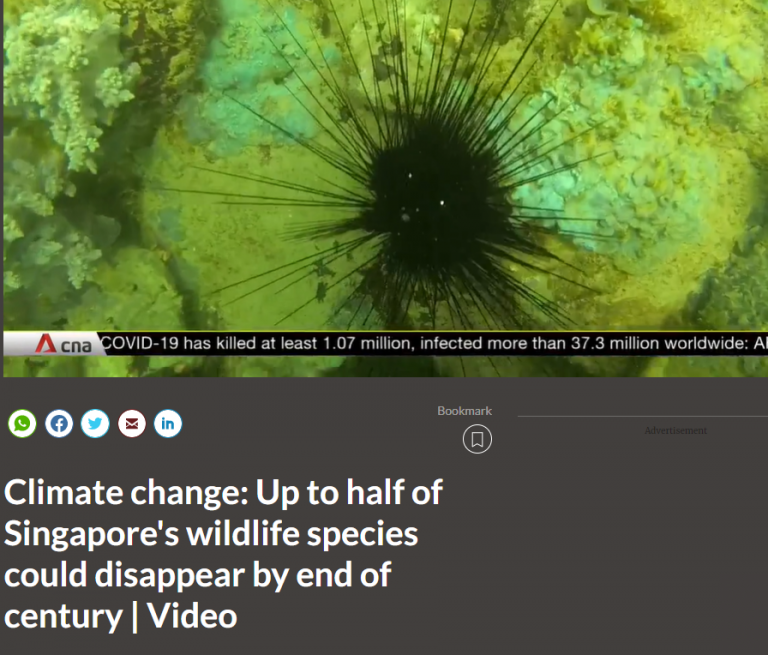 cna COVID-19 has killed at least 1.07 million, infected more than 37.3 million worldwide:
Bookmark
Advertisement
Climate change: Up to half of
Singapore's wildlife species
could disappear by end of
century | Video